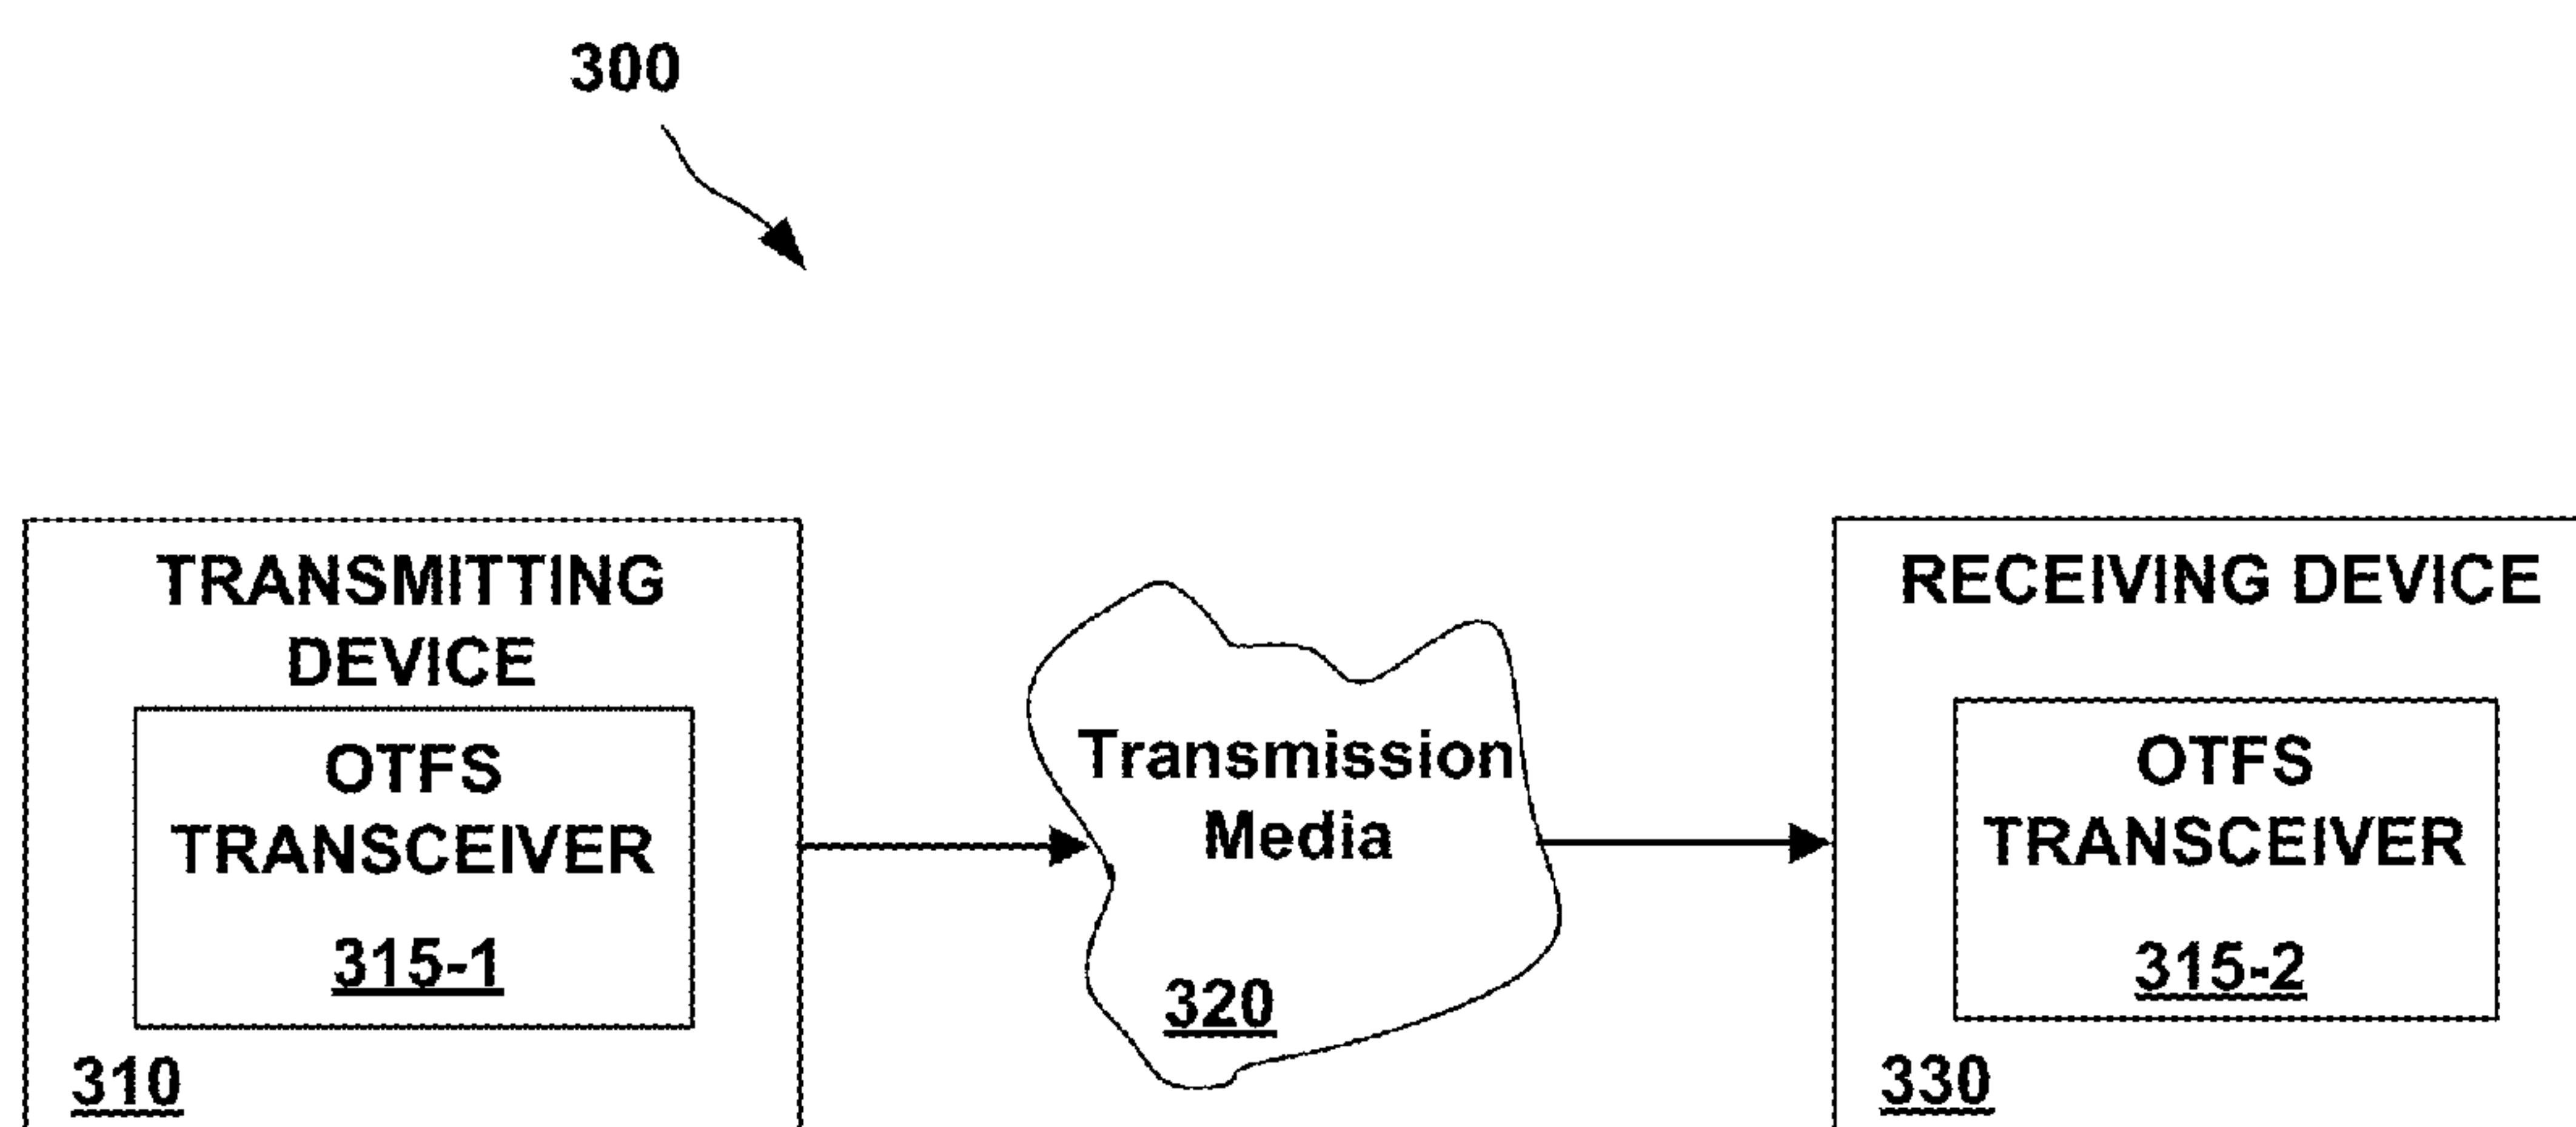 300
TRANSMITTING
DEVICE
OTFS
TRANSCEIVER
315-1
310
Transmission
Media
320
RECEIVING DEVICE
OTFS
TRANSCEIVER
315-2
330